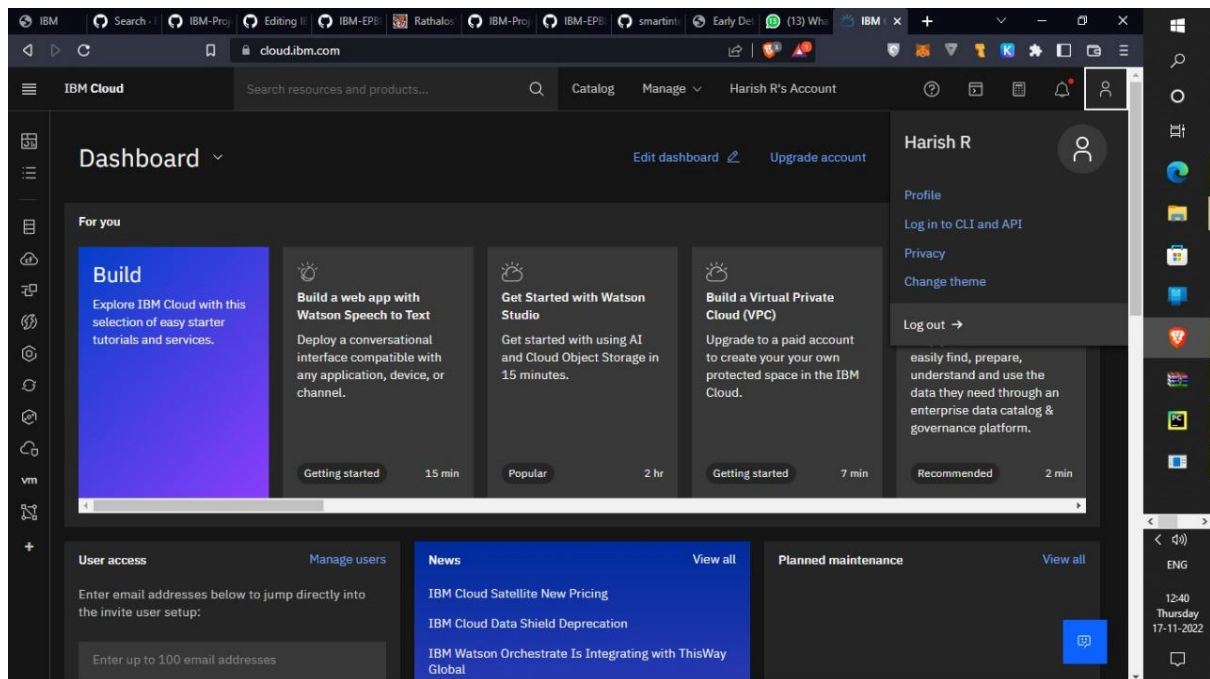 IBM
Search · I
IBM-Proj
Editing IE
IBM-EPB
Rathalos
IBM-Proj
IBM-EPB
smartinte
Early Det
(13) Wha
IBM C
cloud.ibm.com
IBM Cloud
Search resources and products...
Catalog
Manage
Harish R's Account
Harish R
Profile
Log in to CLI and API
Privacy
Change theme
Log out →
Dashboard
Edit dashboard
Upgrade account
For you
Build
Explore IBM Cloud with this
selection of easy starter
tutorials and services.
Build a web app with
Watson Speech to Text
Deploy a conversational
interface compatible with
any application, device, or
channel.
Getting started
15 min
Get Started with Watson
Studio
Get started with using AI
and Cloud Object Storage in
15 minutes.
Popular
2 hr
Build a Virtual Private
Cloud (VPC)
Upgrade to a paid account
to create your your own
protected space in the IBM
Cloud.
Getting started
7 min
easily find, prepare,
understand and use the
data they need through an
enterprise data catalog &
governance platform.
Recommended
2 min
vm
User access
Manage users
Enter email addresses below to jump directly into
the invite user setup:
Enter up to 100 email addresses
News
View all
IBM Cloud Satellite New Pricing
IBM Cloud Data Shield Deprecation
IBM Watson Orchestrate Is Integrating with ThisWay
Global
Planned maintenance
View all
ENG
12:40
Thursday
17-11-2022